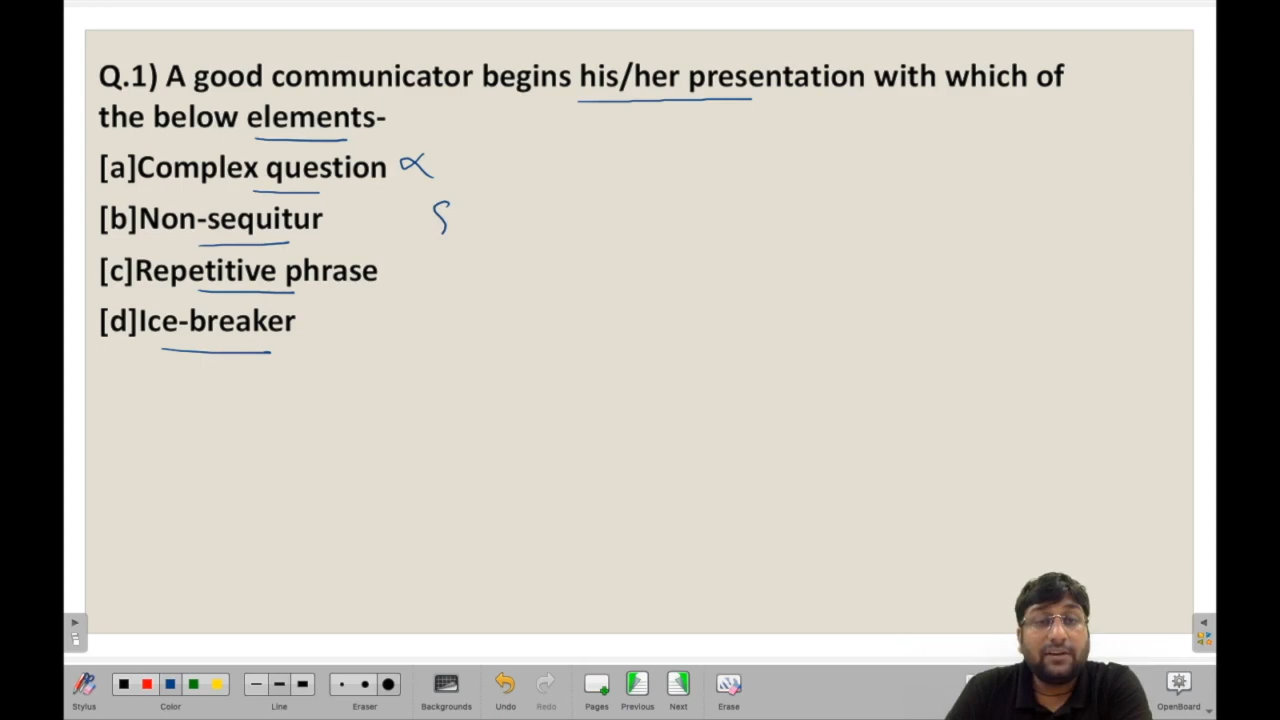 Q.1) A good communicator begins his/her presentation with which of
the below elements-
[a]Complex question
[b]Non-sequitur
[c]Repetitive phrase
[d]Ice-breaker
Stylus
Color
Line
Eraser
Backgrounds
Undo
Redo
Pages
Previous
Next
Erase
OpenBoard